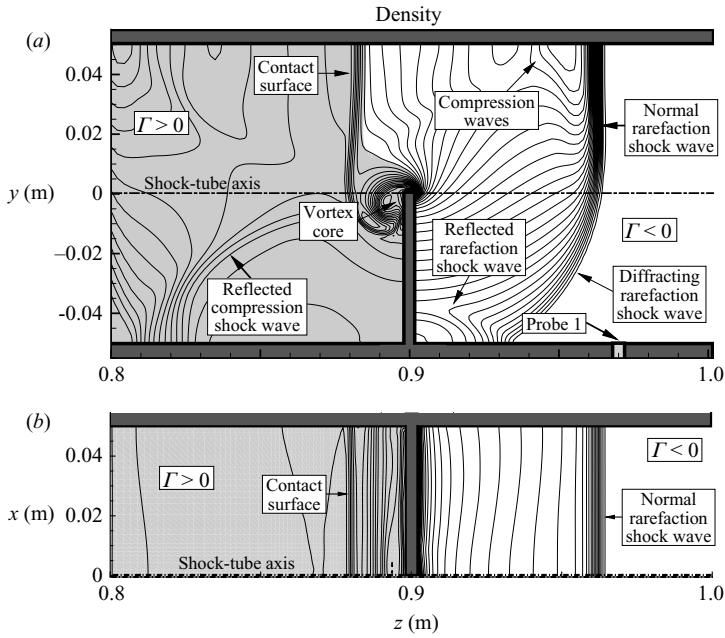 Density
(a)
0.04
0.02
0
–0.02
-0.04
y (m)
Γ > 0
Contact
surface
Compression
waves
Normal
rarefaction
shock wave
Shock-tube axis
Vortex
core
Reflected
rarefaction
shock wave
Γ < 0
Reflected
compression
shock wave
Diffracting
rarefaction
shock wave
Probe 1
0.8
0.9
1.0
(b)
0.04
0.02
0
x (m)
Γ > 0
Contact
surface
Γ < 0
Normal
rarefaction
shock wave
Shock-tube axis
0.8
0.9
1.0
z (m)